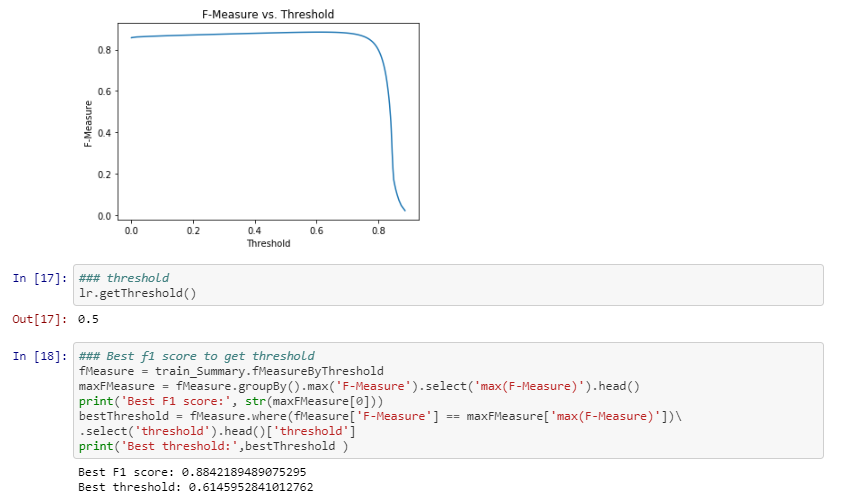 F-Measure vs. Threshold
0.8
0.6
0.4
0.2
0.0
F-Measure
0.0 0.2 0.4 0.6 0.8
Threshold
In [17]: ### threshold
lr.getThreshold()
Out[17]: 0.5
In [18]: ### Best f1 score to get threshold
fMeasure = train_Summary.fMeasureByThreshold
maxFMeasure = fMeasure.groupBy().max('F-Measure').select('max(F-Measure)').head()
print('Best F1 score:', str(maxFMeasure[0]))
bestThreshold = fMeasure.where(fMeasure['F-Measure'] == maxFMeasure['max(F-Measure)'])\
.select('threshold').head()['threshold']
print('Best threshold:',bestThreshold )
Best F1 score: 0.8842189489075295
Best threshold: 0.6145952841012762